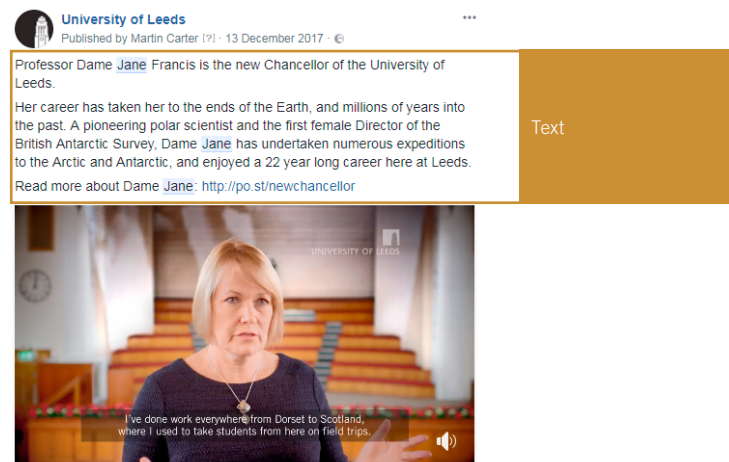 University of Leeds
Published by Martin Carter [?] · 13 December 2017 ·
Professor Dame Jane Francis is the new Chancellor of the University of
Leeds.
Her career has taken her to the ends of the Earth, and millions of years into
the past. A pioneering polar scientist and the first female Director of the
British Antarctic Survey, Dame Jane has undertaken numerous expeditions
to the Arctic and Antarctic, and enjoyed a 22 year long career here at Leeds.
Read more about Dame Jane: http://po.st/newchancellor
Text
UNIVERSITY OF LEEDS
I've done work everywhere from Dorset to Scotland,
where I used to take students from here on field trips.